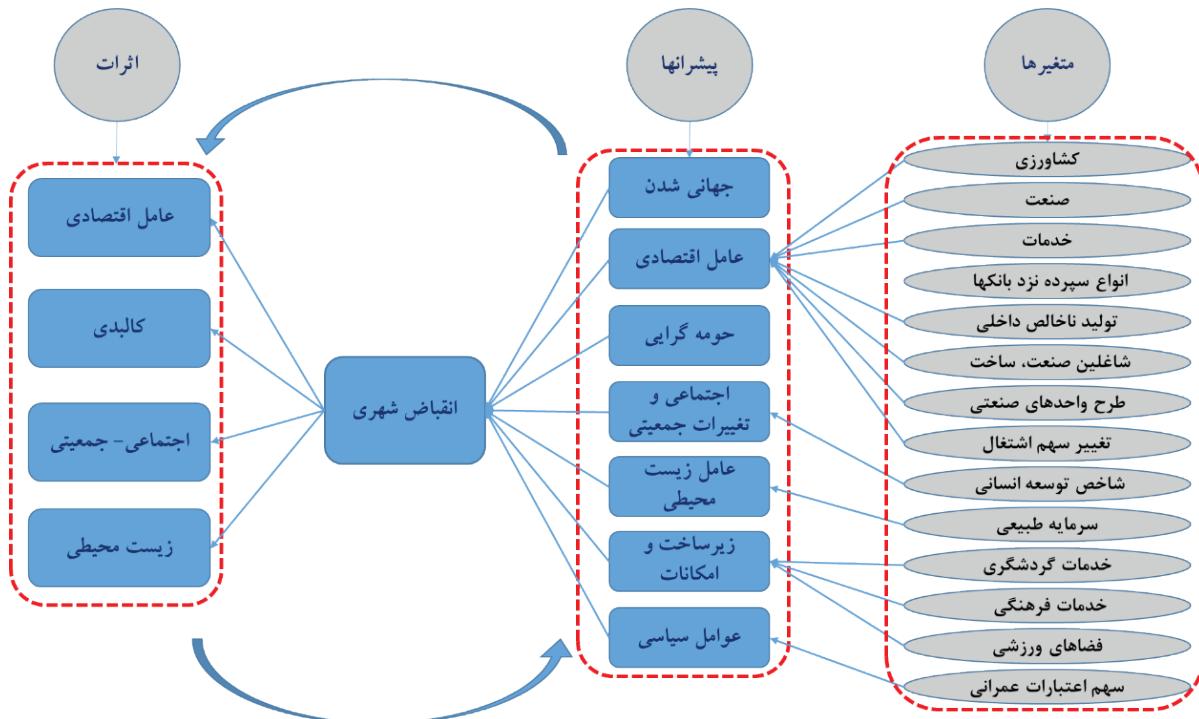 متغیرها
پیشرانها
اثرات
کشاورزی
صنعت
خدمات
انواع سپرده نزد بانکها
تولید ناخالص داخلی
شاغلین صنعت، ساخت
طرح واحدهای صنعتی
تغییر سهم اشتغال
شاخص توسعه انسانی
سرمایه طبیعی
خدمات گردشگری
خدمات فرهنگی
فضاهای ورزشی
سهم اعتبارات عمرانی
جهانی شدن
عامل اقتصادی
حومه گرایی
اجتماعی و
تغییرات جمعیتی
عامل زیست
محیطی
زیرساخت و
امکانات
عوامل سیاسی
انقباض شهری
عامل اقتصادی
کالبدی
اجتماعی- جمعیتی
زیست محیطی